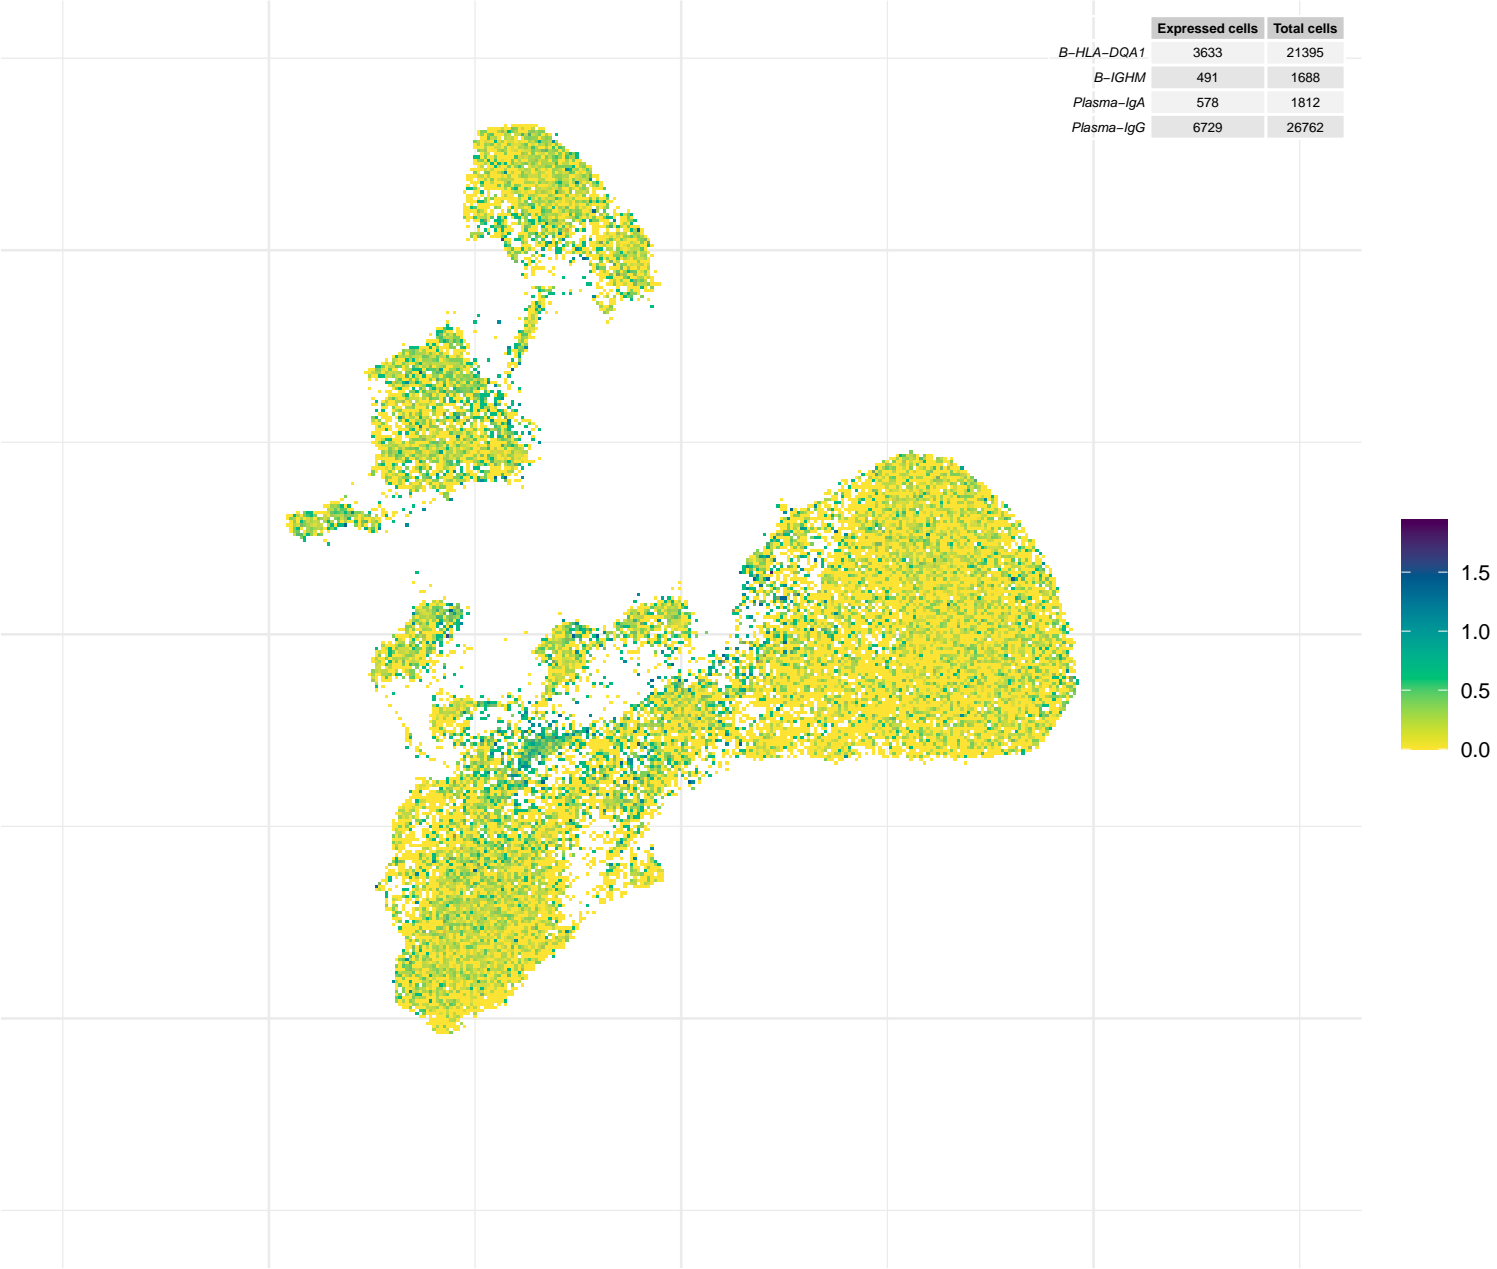 Expressed cells Total cells
B−HLA−DQA1 3633 21395
B−IGHM 491 1688
Plasma−IgA 578 1812
Plasma−IgG 6729 26762
1.5
1.0
0.5
0.0